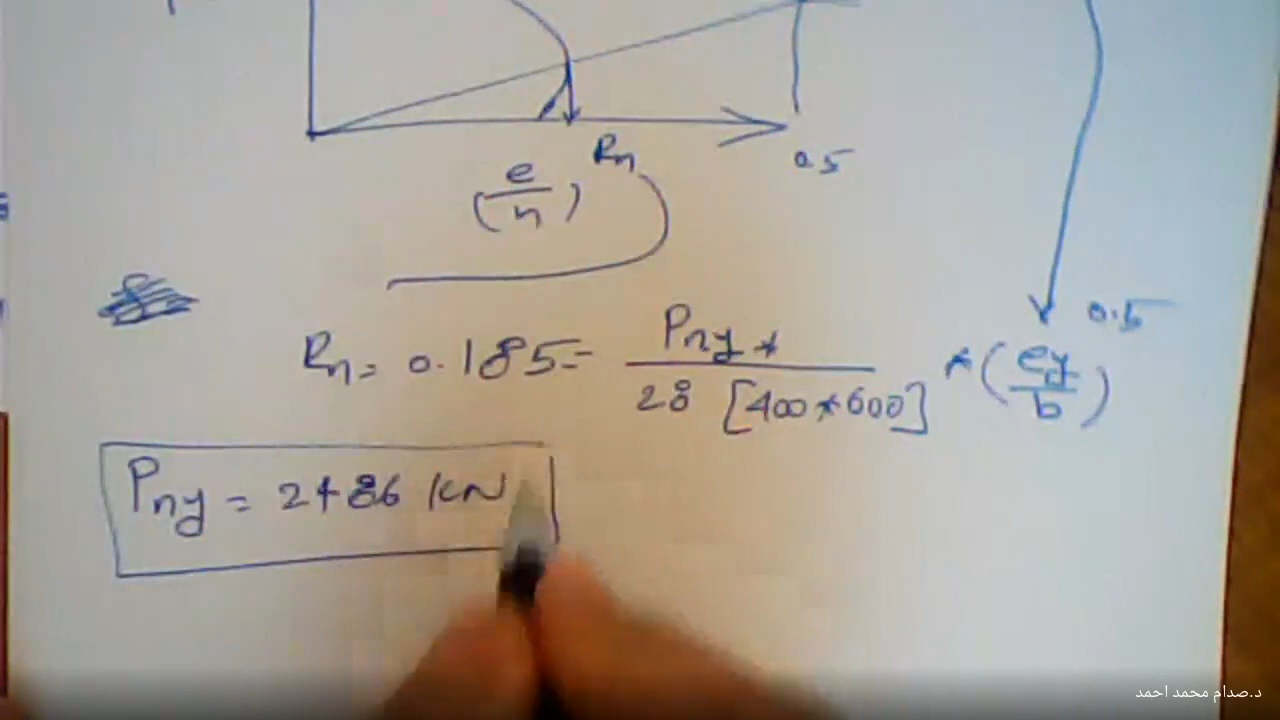 Rn
0.5
(e/n)
0.5
Rn = 0.185 = Pny * / 28 [400*600] * (ey/b)
Pny = 2486 KN
د.صدام محمد احمد